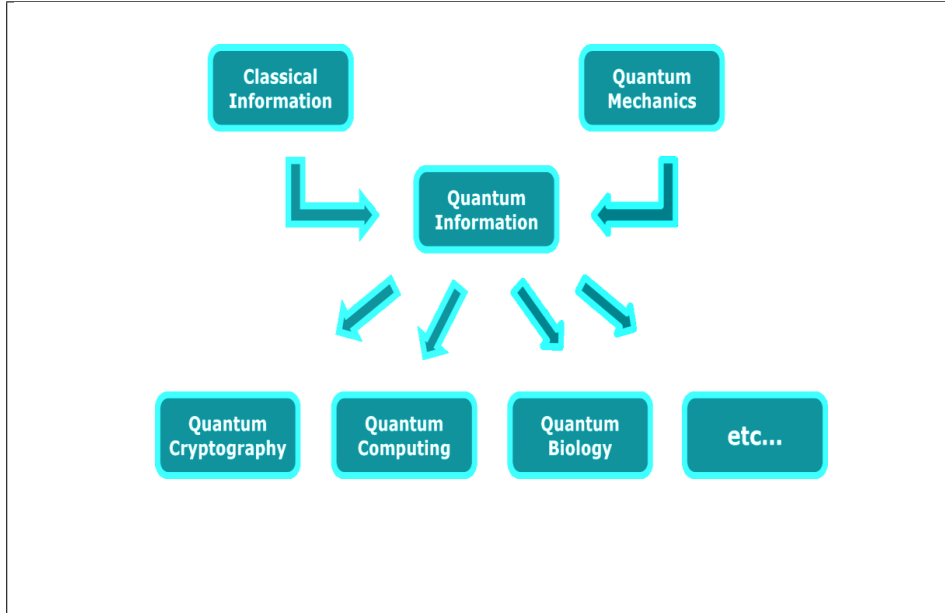 Classical
Information
Quantum
Mechanics
Quantum
Information
Quantum
Cryptography
Quantum
Computing
Quantum
Biology
etc...